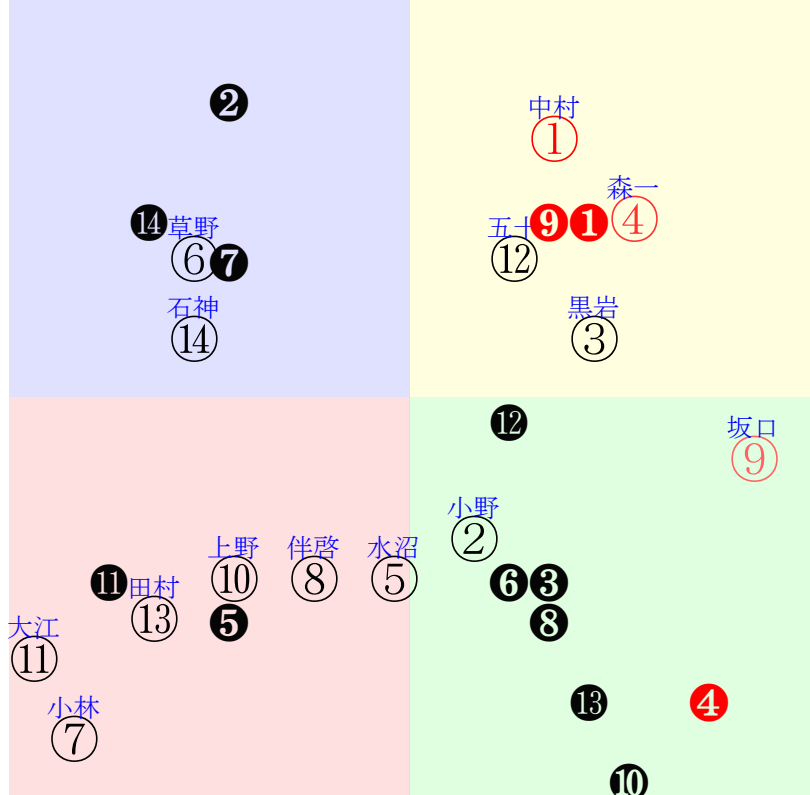 ❷
中村
①
森一
④
⓮
草野
⑥
❼
五十
⑫
❾
❶
石神
⑭
黒岩
③
⓬
坂口
⑨
小野
②
上野
⑩
伴啓
⑧
水沼
⑤
⓫
田村
⑬
❺
❻
❸
❽
大江
⑪
小林
⑦
⓭
❹
❿